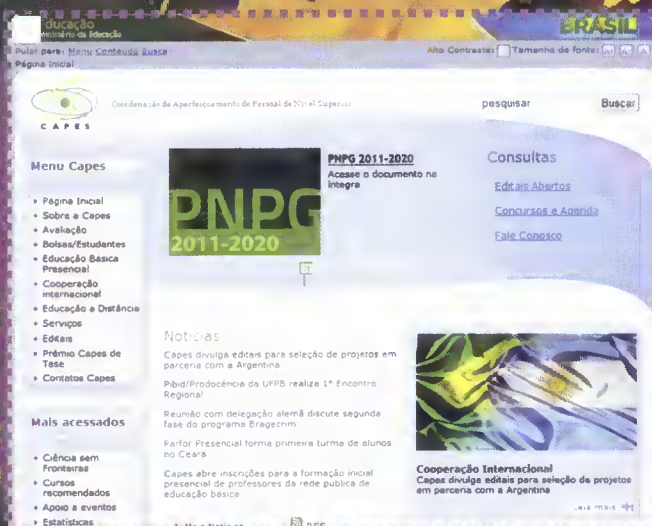 ducação
ministério da Educação
BRASIL
Pular para: Menu Conteúdo Busca
Alto Contraste: Tamanho de fonte:
Página Inicial
CAPES
Coordenação de Aperfeiçoamento de Pessoal de Nível Superior
pesquisar
Buscar
Menu Capes
Página Inicial
Sobre a Capes
Avaliação
Bolsas/Estudantes
Educação Básica
Presencial
Cooperação
internacional
Educação a Distância
Serviços
Editais
Prêmio Capes de
Tese
Contatos Capes
Mais acessados
Ciência sem
Fronteiras
Cursos
recomendados
Apoio a eventos
Estatísticas
PNPG
2011-2020
PNPG 2011-2020
Acesse o documento na
íntegra
1
Consultas
Editais Abertos
Concursos e Agenda
Fale Conosco
Notícias
Capes divulga editais para seleção de projetos em
parceria com a Argentina
Pibid/Prodocência da UFPB realiza 1º Encontro
Regional
Reunião com delegação alemã discute segunda
fase do programa Bragecrim
Parfor Presencial forma primeira turma de alunos
no Ceará
Capes abre inscrições para a formação inicial
presencial de professores da rede pública de
educação básica
Cooperação Internacional
Capes divulga editais para seleção de projetos
em parceria com a Argentina
Leia mais